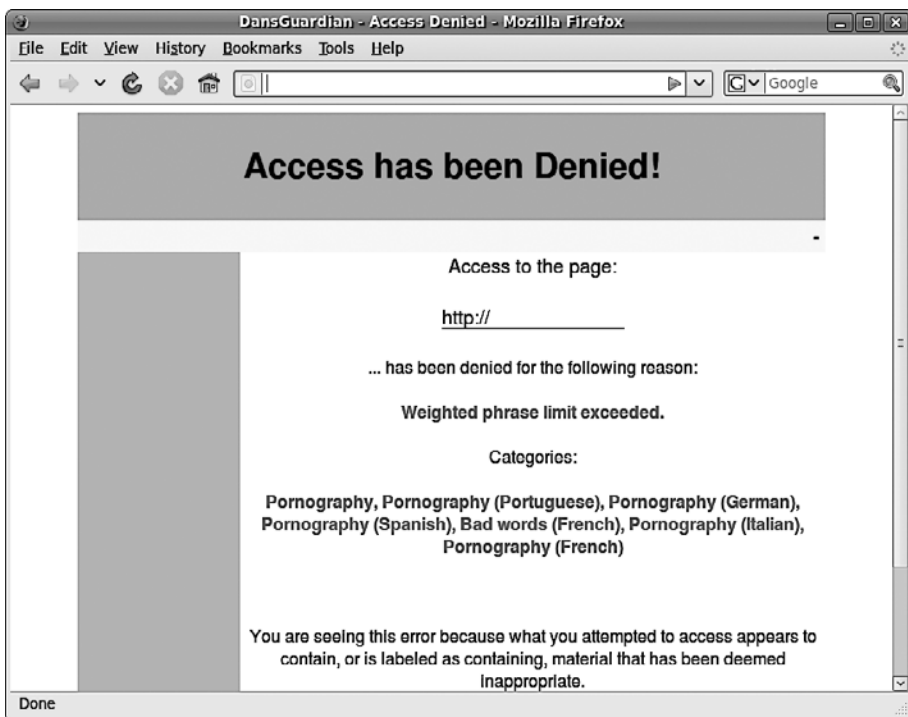 DansGuardian - Access Denied - Mozilla Firefox
File Edit View History Bookmarks Tools Help
G Google
Access has been Denied!
-
Access to the page:
http://
... has been denied for the following reason:
Weighted phrase limit exceeded.
Categories:
Pornography, Pornography (Portuguese), Pornography (German),
Pornography (Spanish), Bad words (French), Pornography (Italian),
Pornography (French)
You are seeing this error because what you attempted to access appears to
contain, or is labeled as containing, material that has been deemed
inappropriate.
Done